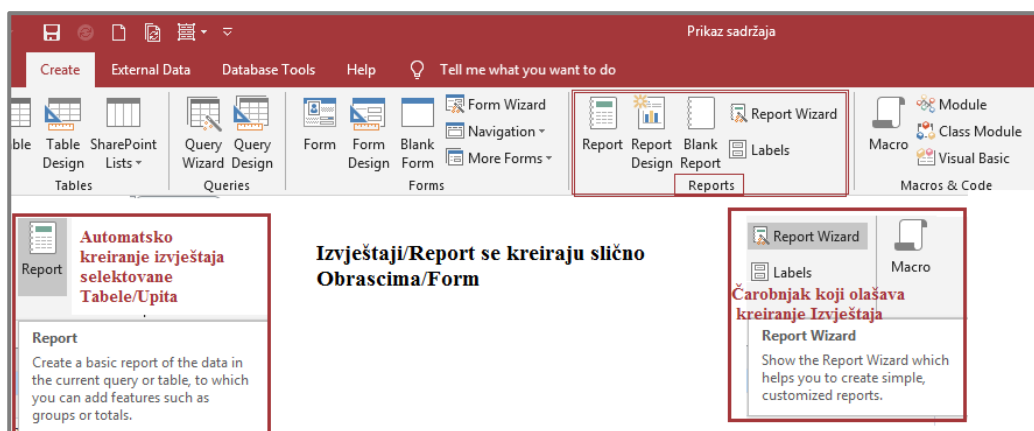 Prikaz sadržaja
Create External Data Database Tools Help Tell me what you want to do
ble Table Design SharePoint Lists Query Wizard Query Design Form Form Design Blank Form Form Wizard Navigation More Forms Report Report Design Blank Report Report Wizard Labels Macro Module Class Module Visual Basic
Tables Queries Forms Reports Macros & Code
Report
Automatsko
kreiranje izvještaja
selektovane
Tabele/Upita
Report
Create a basic report of the data in
the current query or table, to which
you can add features such as
groups or totals.
Izvještaji/Report se kreiraju slično
Obrascima/Form
Report Wizard
Labels
Macro
Čarobnjak koji olašava
kreiranje Izvještaja
Report Wizard
Show the Report Wizard which
helps you to create simple,
customized reports.